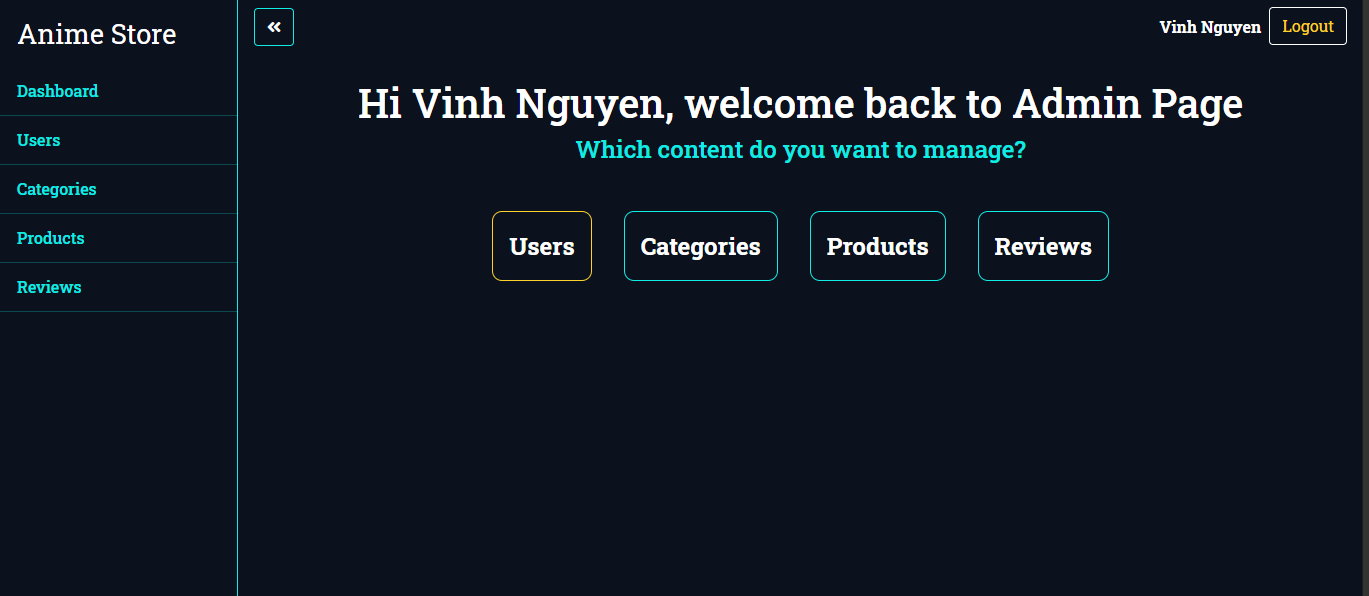 Anime Store
Dashboard
Users
Categories
Products
Reviews
«
Vinh Nguyen Logout
Hi Vinh Nguyen, welcome back to Admin Page
Which content do you want to manage?
Users Categories Products Reviews